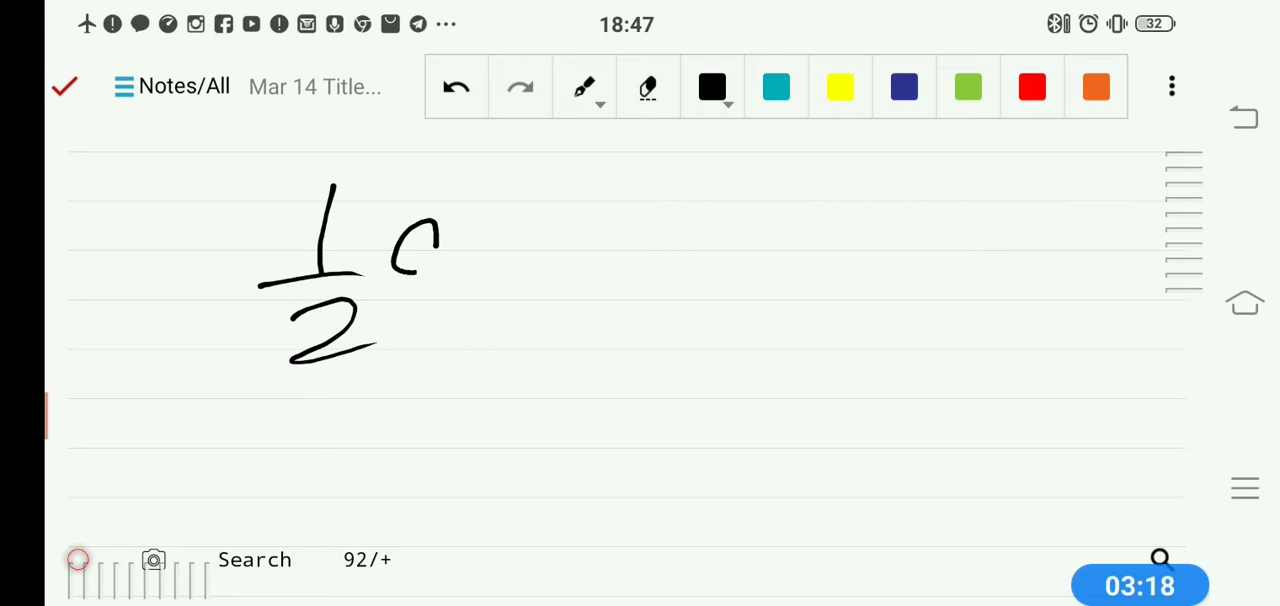 18:47
32
Notes/All Mar 14 Title...
1
2
Search 92/+
03:18